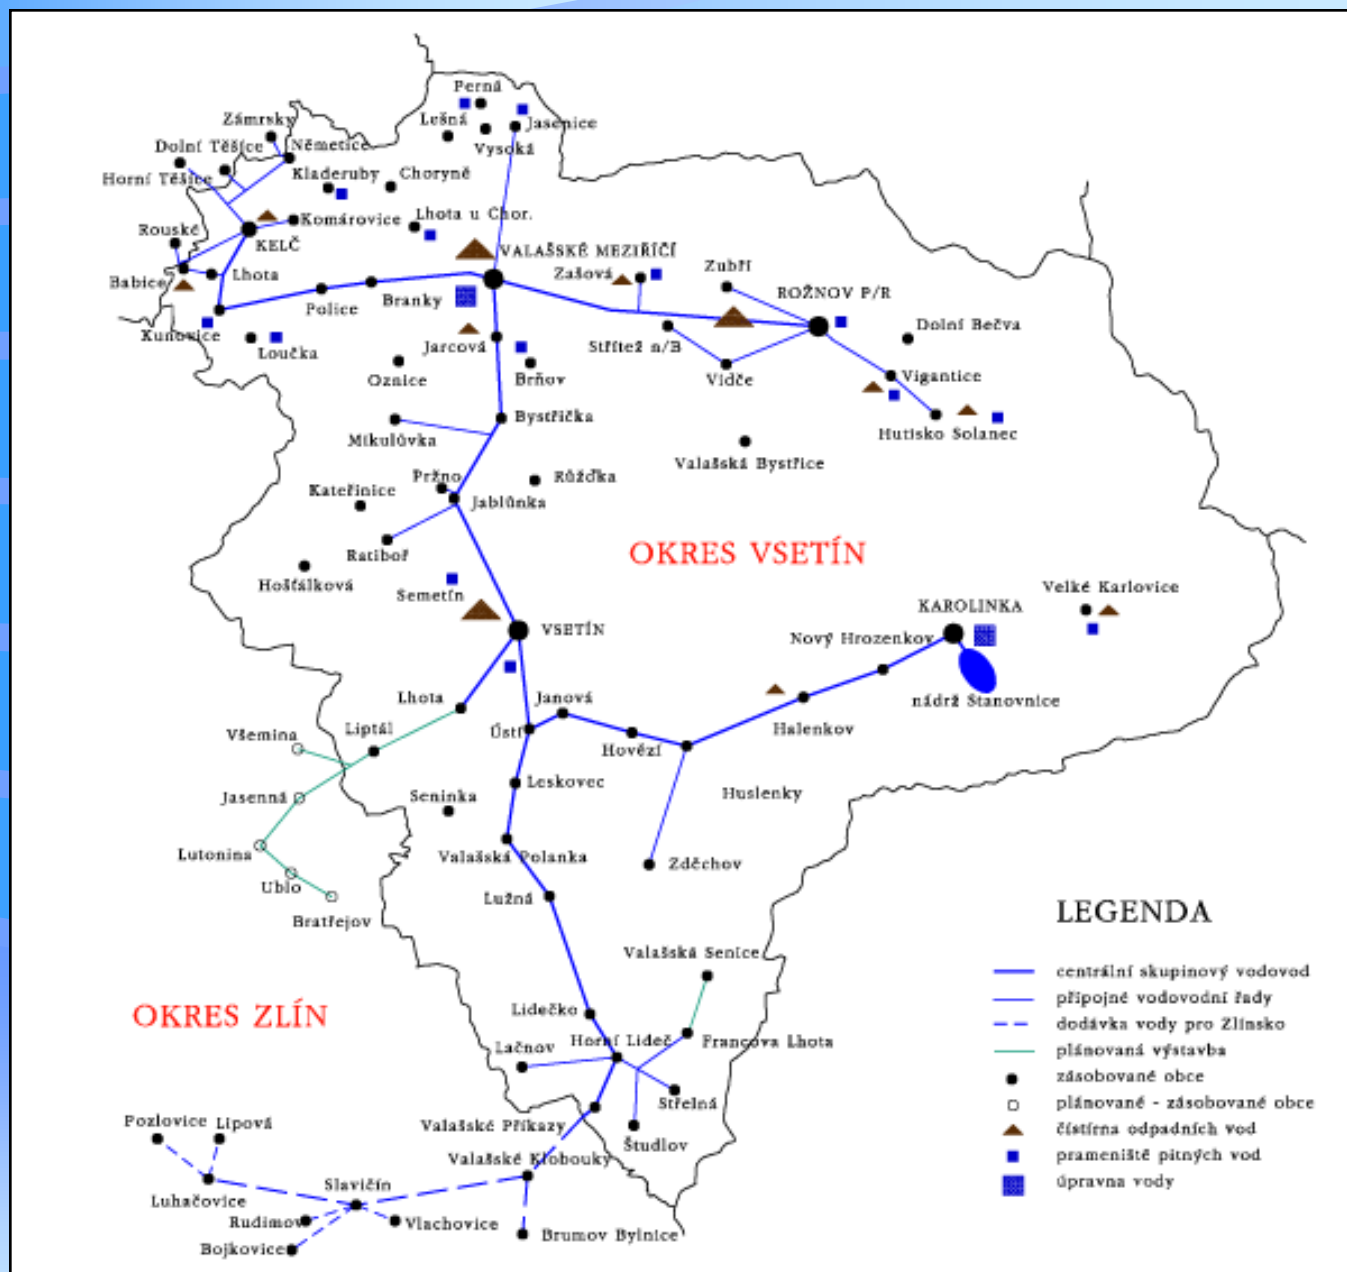 Perná
Zámrsky
Lešná
Jasenice
Dolní Těšice
Němetice
Vysoká
Horní Těšice
Kladeruby
Choryně
Rouské
Komárovice
Lhota u Chor.
KELČ
VALAŠSKÉ MEZIŘÍČÍ
Babice
Lhota
Zašová
Zubří
Police
Branky
ROŽNOV P/R
Kunovice
Loučka
Jarcová
Střítež n/B
Dolní Bečva
Oznice
Brňov
Vidče
Vigantice
Mikulůvka
Bystřička
Hutisko Solanec
Valašská Bystřice
Pržno
Růžďka
Kateřinice
Jablůnka
Ratiboř
OKRES VSETÍN
Hošťálková
Semetín
Velké Karlovice
KAROLINKA
VSETÍN
Nový Hrozenkov
Lhota
Janová
nádrž Stanovnice
Všemina
Liptál
Ústí
Hovězí
Halenkov
Jasenná
Seninka
Leskovec
Huslenky
Lutonina
Valašská Polanka
Zděchov
Ublo
Lužná
Bratřejov
LEGENDA
Valašská Senice
centrální skupinový vodovod
OKRES ZLÍN
Lidečko
přípojné vodovodní řady
dodávka vody pro Zlínsko
Lačnov
Horní Lideč
Francova Lhota
plánovaná výstavba
zásobované obce
Střelná
plánované - zásobované obce
Pozlovice
Lipová
Valašské Příkazy
Študlov
čístírna odpadních vod
Valašské Klobouky
prameniště pitných vod
Slavičín
úpravna vody
Luhačovice
Rudimov
Vlachovice
Bojkovice
Brumov Bylnice